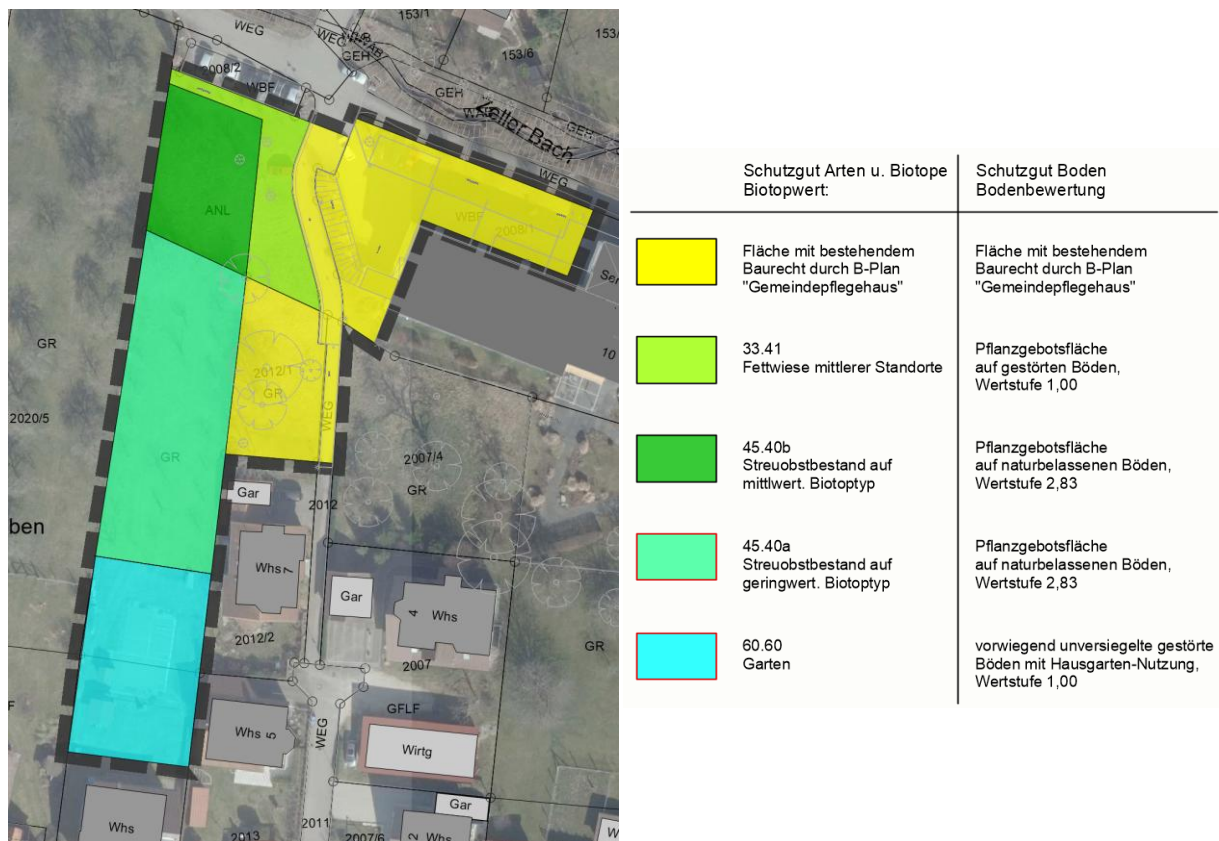 153/1
WEG
WEG
153/6
153/
GEH
2008/2
WBF
GEH
Zeller Bach
GEH
WEG
ANL
WBF
2008/1
Ser
10
GR
2012/1
GR
WEG
2020/5
GR
2007/4
GR
Gar
2012
ben
Whs 7
Gar
4
Whs
2012/2
2007
GR
GFLF
Whs 5
WEG
Wirtg
F
Gar
Whs
2
Whs
W
2013
2011
2007/6
Schutzgut Arten u. Biotope
Biotopwert:
Schutzgut Boden
Bodenbewertung
Fläche mit bestehendem
Baurecht durch B-Plan
"Gemeindepflegehaus"
Fläche mit bestehendem
Baurecht durch B-Plan
"Gemeindepflegehaus"
33.41
Fettwiese mittlerer Standorte
Pflanzgebotsfläche
auf gestörten Böden,
Wertstufe 1,00
45.40b
Streuobstbestand auf
mittlwert. Biotoptyp
Pflanzgebotsfläche
auf naturbelassenen Böden,
Wertstufe 2,83
45.40a
Streuobstbestand auf
geringwert. Biotoptyp
Pflanzgebotsfläche
auf naturbelassenen Böden,
Wertstufe 2,83
60.60
Garten
vorwiegend unversiegelte gestörte
Böden mit Hausgarten-Nutzung,
Wertstufe 1,00